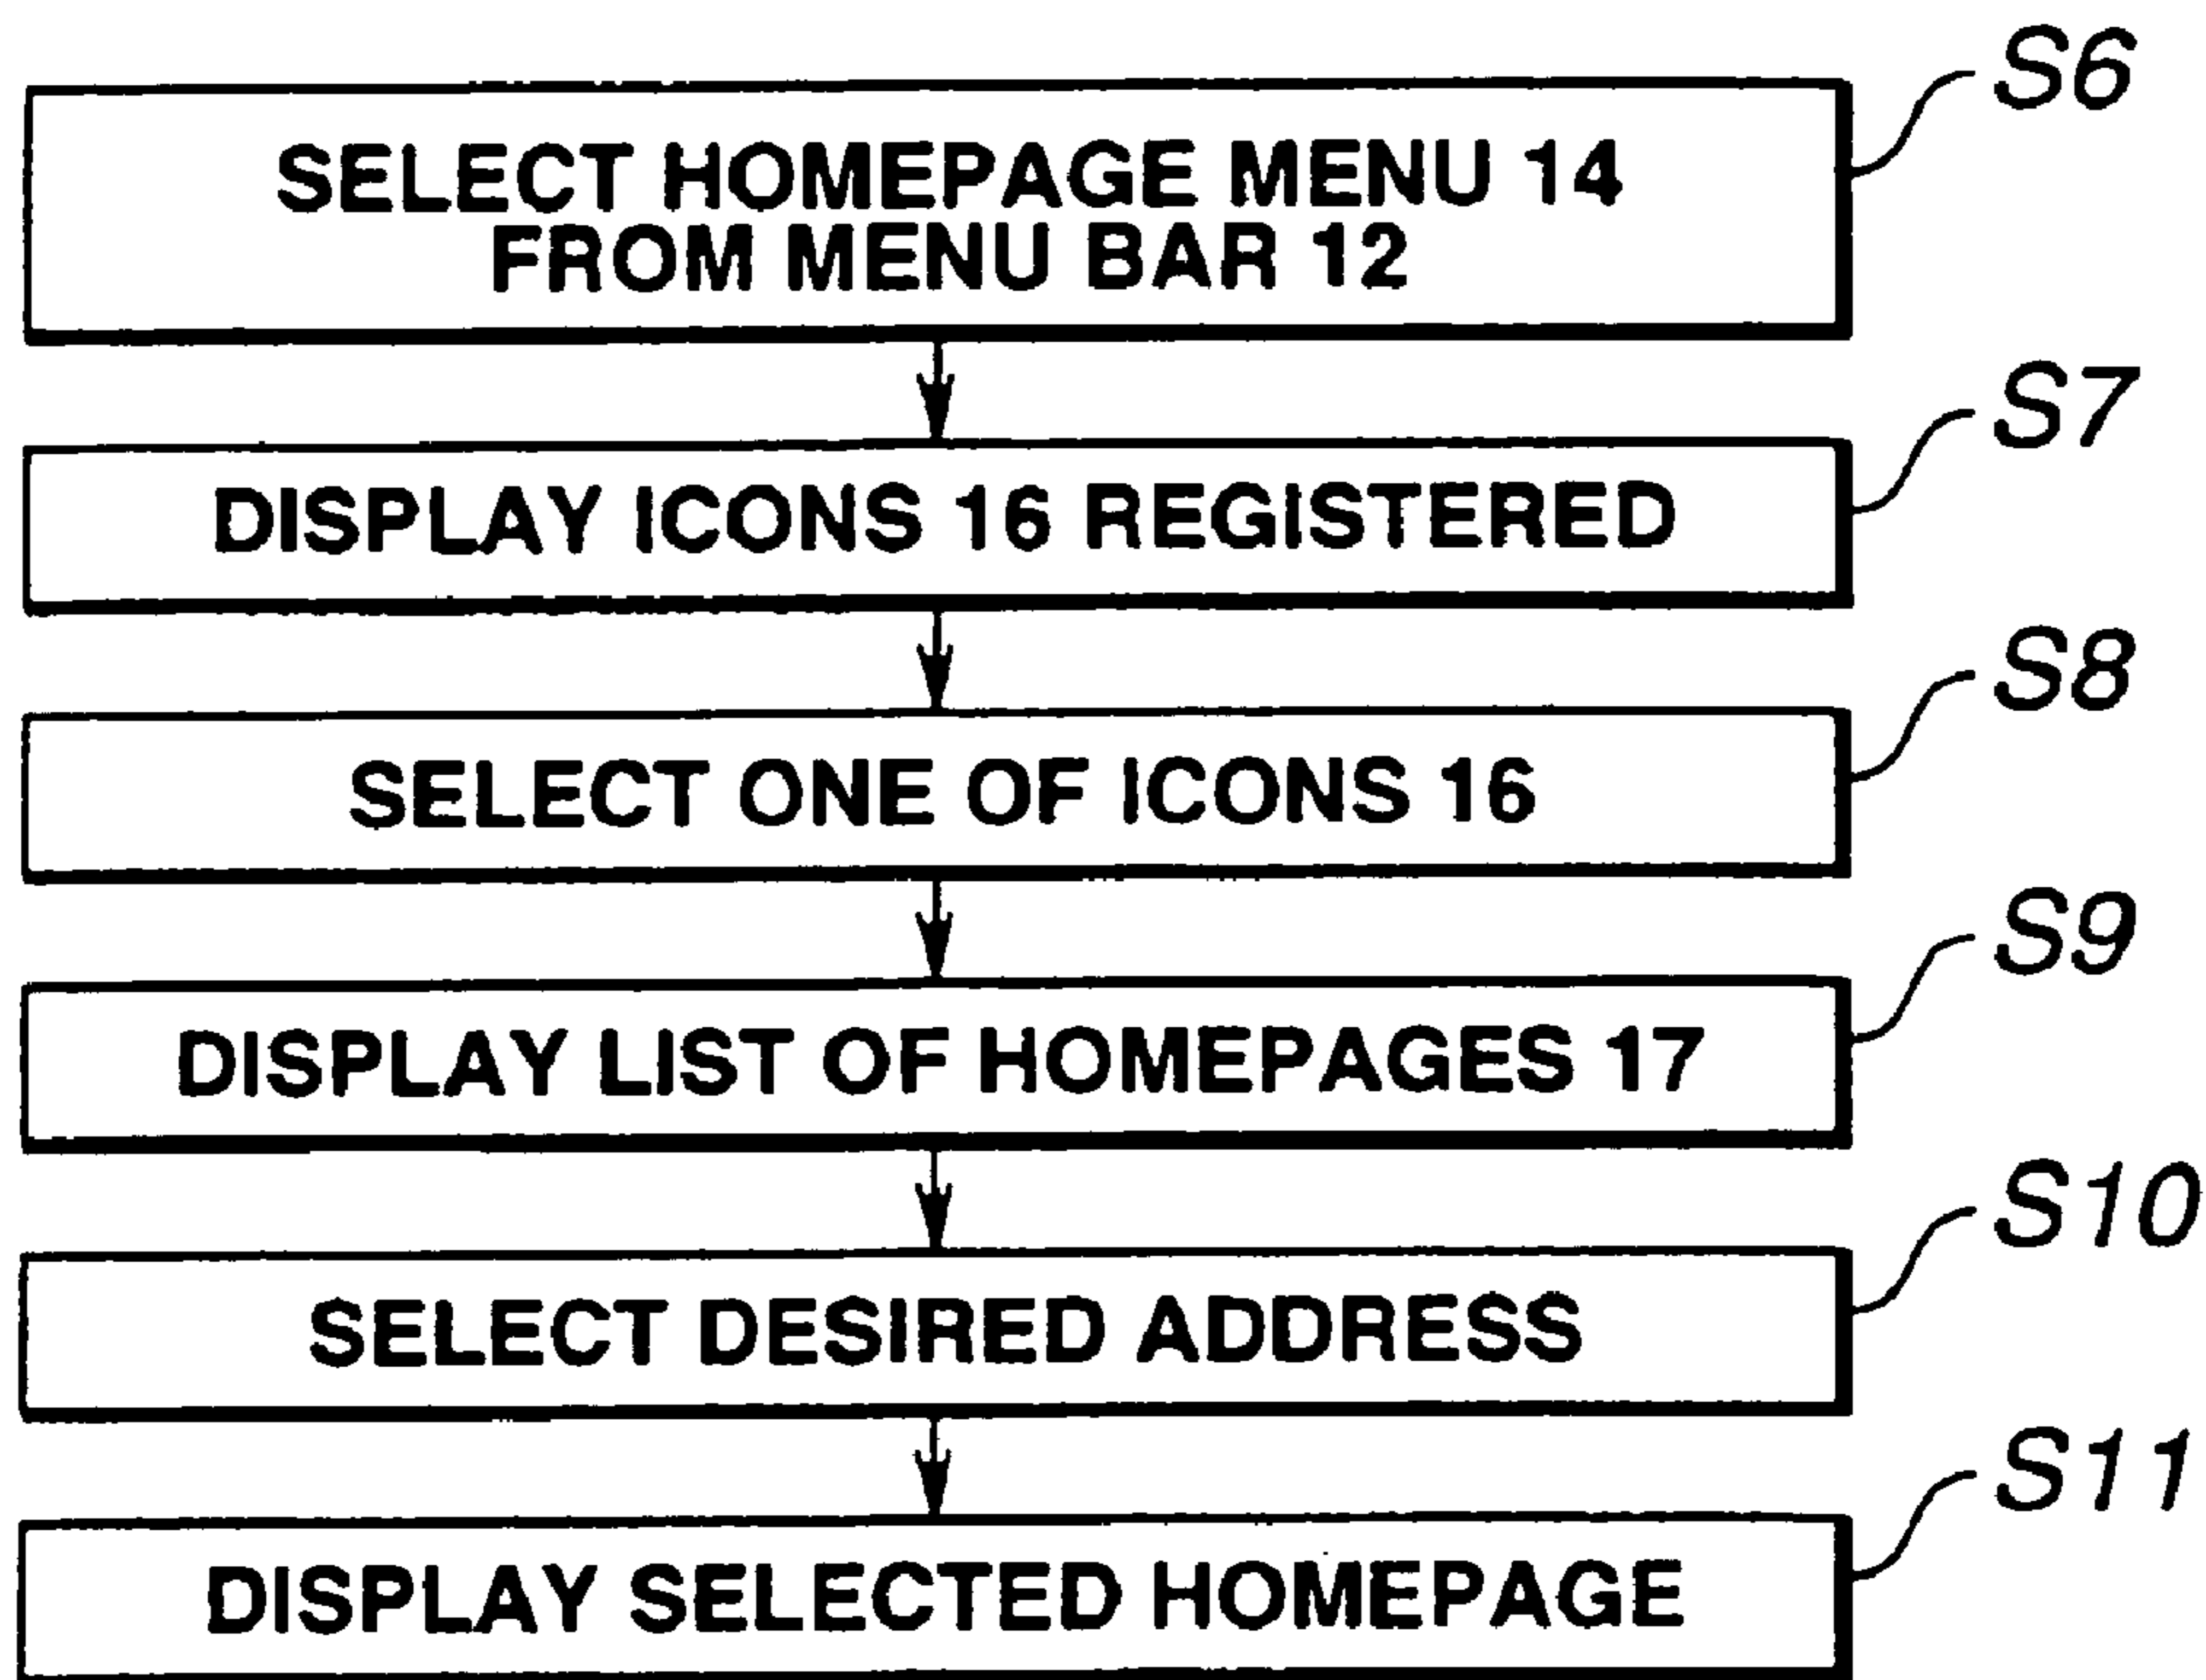 S6
SELECT HOMEPAGE MENU 14
FROM MENU BAR 12
S7
DISPLAY ICONS 16 REGISTERED
S8
SELECT ONE OF ICONS 16
S9
DISPLAY LIST OF HOMEPAGES 17
S10
SELECT DESIRED ADDRESS
S11
DISPLAY SELECTED HOMEPAGE